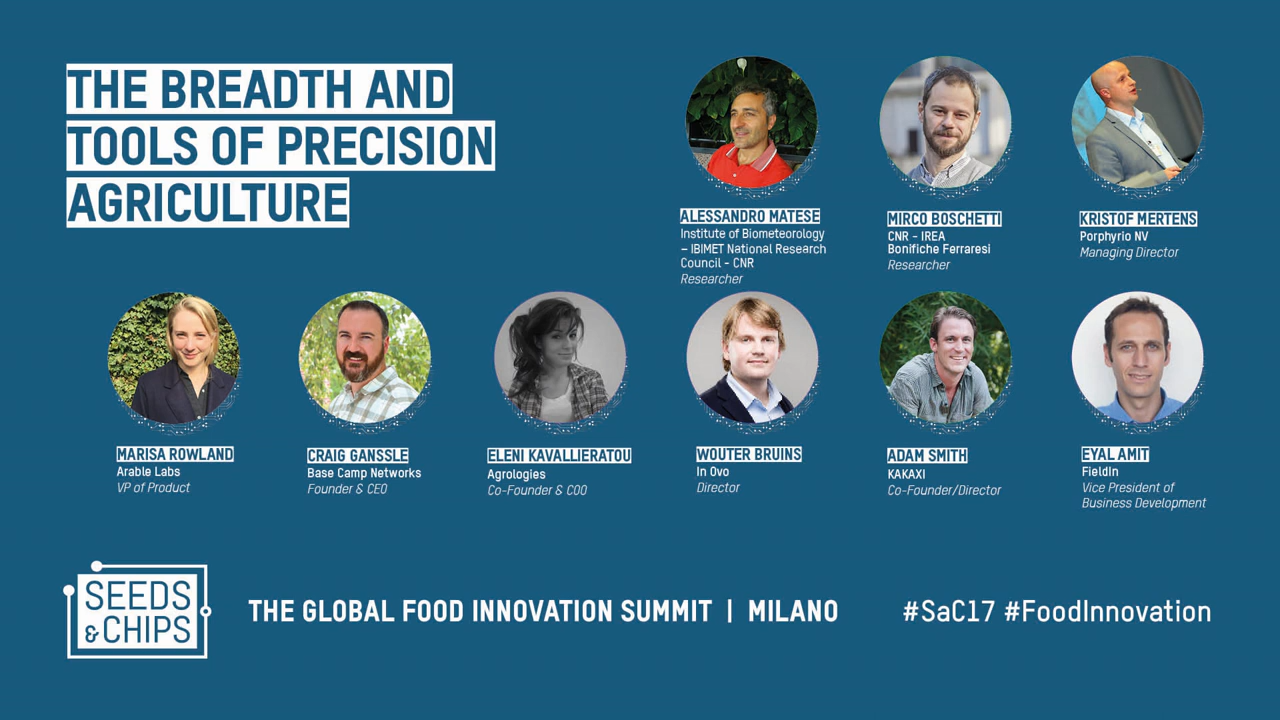 THE BREADTH AND
TOOLS OF PRECISION
AGRICULTURE
ALESSANDRO MATESE
Institute of Biometeorology
– IBIMET National Research
Council - CNR
Researcher
MIRCO BOSCHETTI
CNR - IREA
Bonifiche Ferraresi
Researcher
KRISTOF MERTENS
Porphyrio NV
Managing Director
MARISA ROWLAND
Arable Labs
VP of Product
CRAIG GANSSLE
Base Camp Networks
Founder & CEO
ELENI KAVALLIERATOU
Agrologies
Co-Founder & COO
WOUTER BRUINS
In Ovo
Director
ADAM SMITH
KAKAXI
Co-Founder/Director
EYAL AMIT
FieldIn
Vice President of
Business Development
SEEDS
&CHIPS
THE GLOBAL FOOD INNOVATION SUMMIT | MILANO
#SaC17 #FoodInnovation